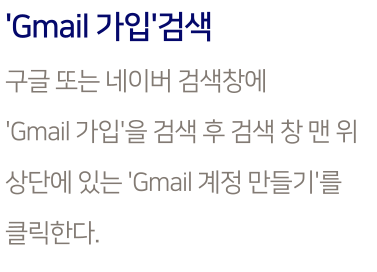 'Gmail 가입'검색
구글 또는 네이버 검색창에
'Gmail 가입'을 검색 후 검색 창 맨 위
상단에 있는 'Gmail 계정 만들기'를
클릭한다.